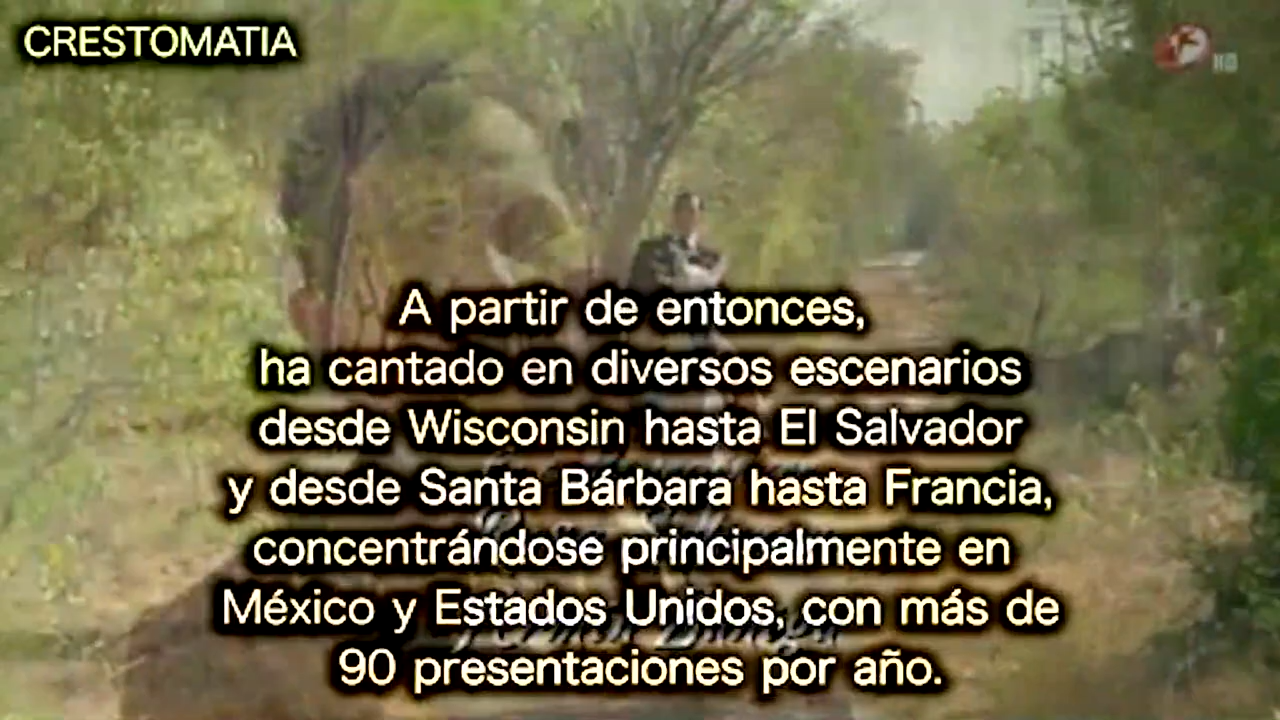 CRESTOMATIA
HD
A partir de entonces,
ha cantado en diversos escenarios
desde Wisconsin hasta El Salvador
y desde Santa Bárbara hasta Francia,
concentrándose principalmente en
México y Estados Unidos, con más de
90 presentaciones por año.